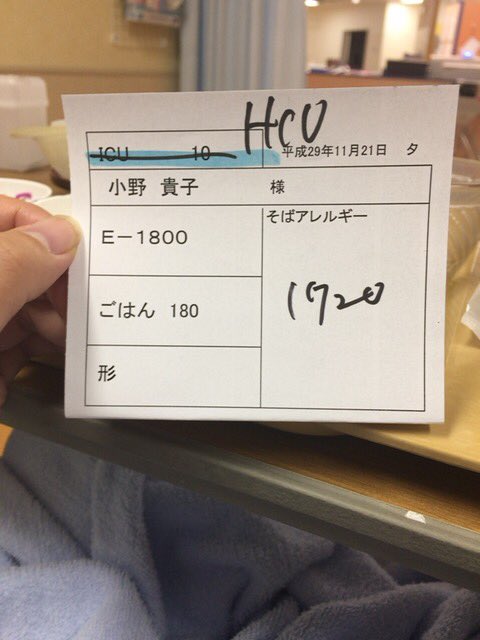 HCU
ICU 10
平成29年11月21日 夕
小野 貴子 様
E－1800
そばアレルギー
ごはん 180
1720
形